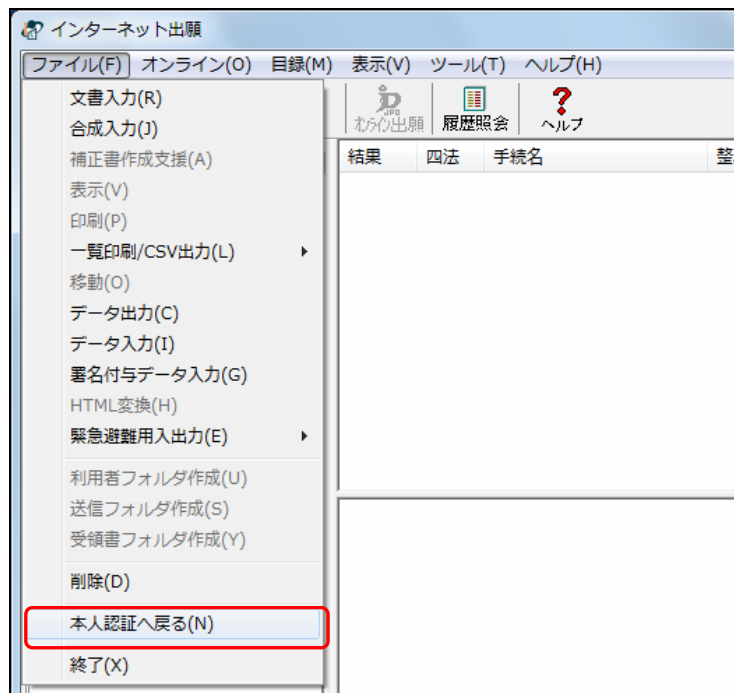 インターネット出願
ファイル(F) オンライン(O) 目録(M) 表示(V) ツール(T) ヘルプ(H)
文書入力(R)
合成入力(J)
補正書作成支援(A)
表示(V)
印刷(P)
一覧印刷/CSV出力(L)
移動(O)
データ出力(C)
データ入力(I)
署名付与データ入力(G)
HTML変換(H)
緊急避難用入出力(E)
利用者フォルダ作成(U)
送信フォルダ作成(S)
受領書フォルダ作成(Y)
削除(D)
本人認証へ戻る(N)
終了(X)
JPO
オンライン出願 履歴照会 ヘルプ
結果 四法 手続名 整